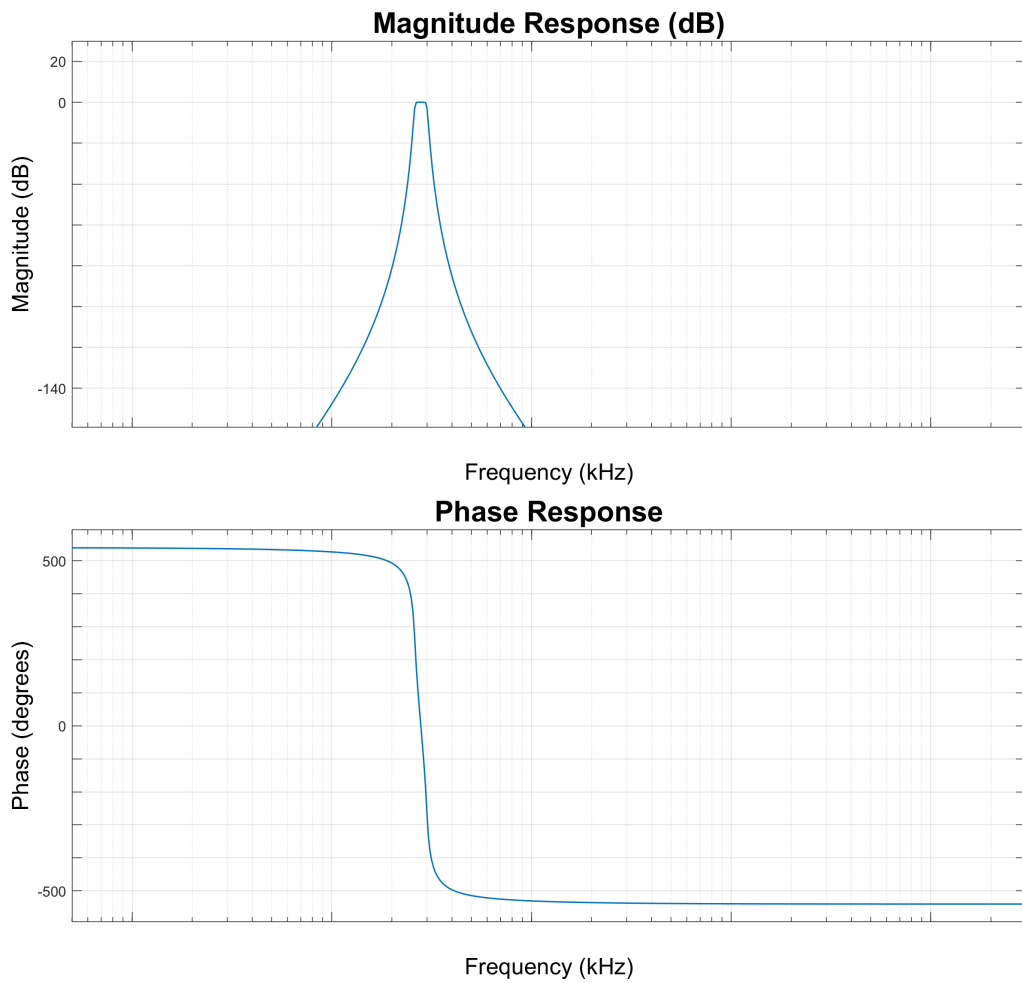 Magnitude Response (dB)
20
0
Magnitude (dB)
-140
Frequency (kHz)
Phase Response
500
0
Phase (degrees)
-500
Frequency (kHz)